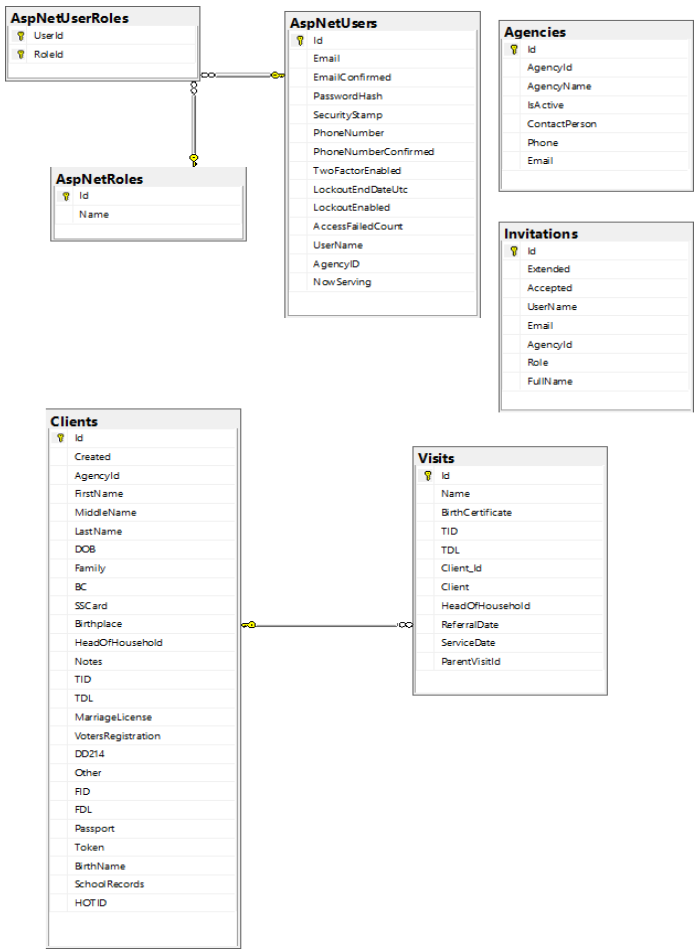 AspNetUserRoles
UserId
RoleId
AspNetUsers
Id
Email
EmailConfirmed
PasswordHash
SecurityStamp
PhoneNumber
PhoneNumberConfirmed
TwoFactorEnabled
LockoutEndDateUtc
LockoutEnabled
AccessFailedCount
UserName
AgencyID
NowServing
Agencies
Id
AgencyId
AgencyName
IsActive
ContactPerson
Phone
Email
AspNetRoles
Id
Name
Invitations
Id
Extended
Accepted
UserName
Email
AgencyId
Role
FullName
Clients
Id
Created
AgencyId
FirstName
MiddleName
LastName
DOB
Family
BC
SSCard
Birthplace
HeadOfHousehold
Notes
TID
TDL
MarriageLicense
VotersRegistration
DD214
Other
FID
FDL
Passport
Token
BirthName
SchoolRecords
HOTID
Visits
Id
Name
BirthCertificate
TID
TDL
Client_Id
Client
HeadOfHousehold
ReferralDate
ServiceDate
ParentVisitId